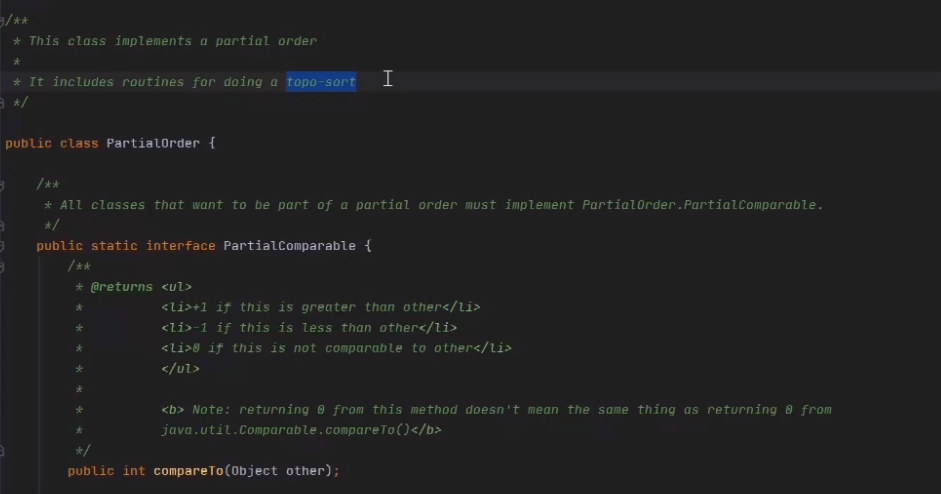 /**
* This class implements a partial order
*
* It includes routines for doing a topo-sort
*/
public class PartialOrder {
/**
* All classes that want to be part of a partial order must implement PartialOrder.PartialComparable.
*/
public static interface PartialComparable {
/**
* @returns <ul>
* <li>+1 if this is greater than other</li>
* <li>-1 if this is less than other</li>
* <li>0 if this is not comparable to other</li>
* </ul>
*
* <b> Note: returning 0 from this method doesn't mean the same thing as returning 0 from
* java.util.Comparable.compareTo()</b>
*/
public int compareTo(Object other);